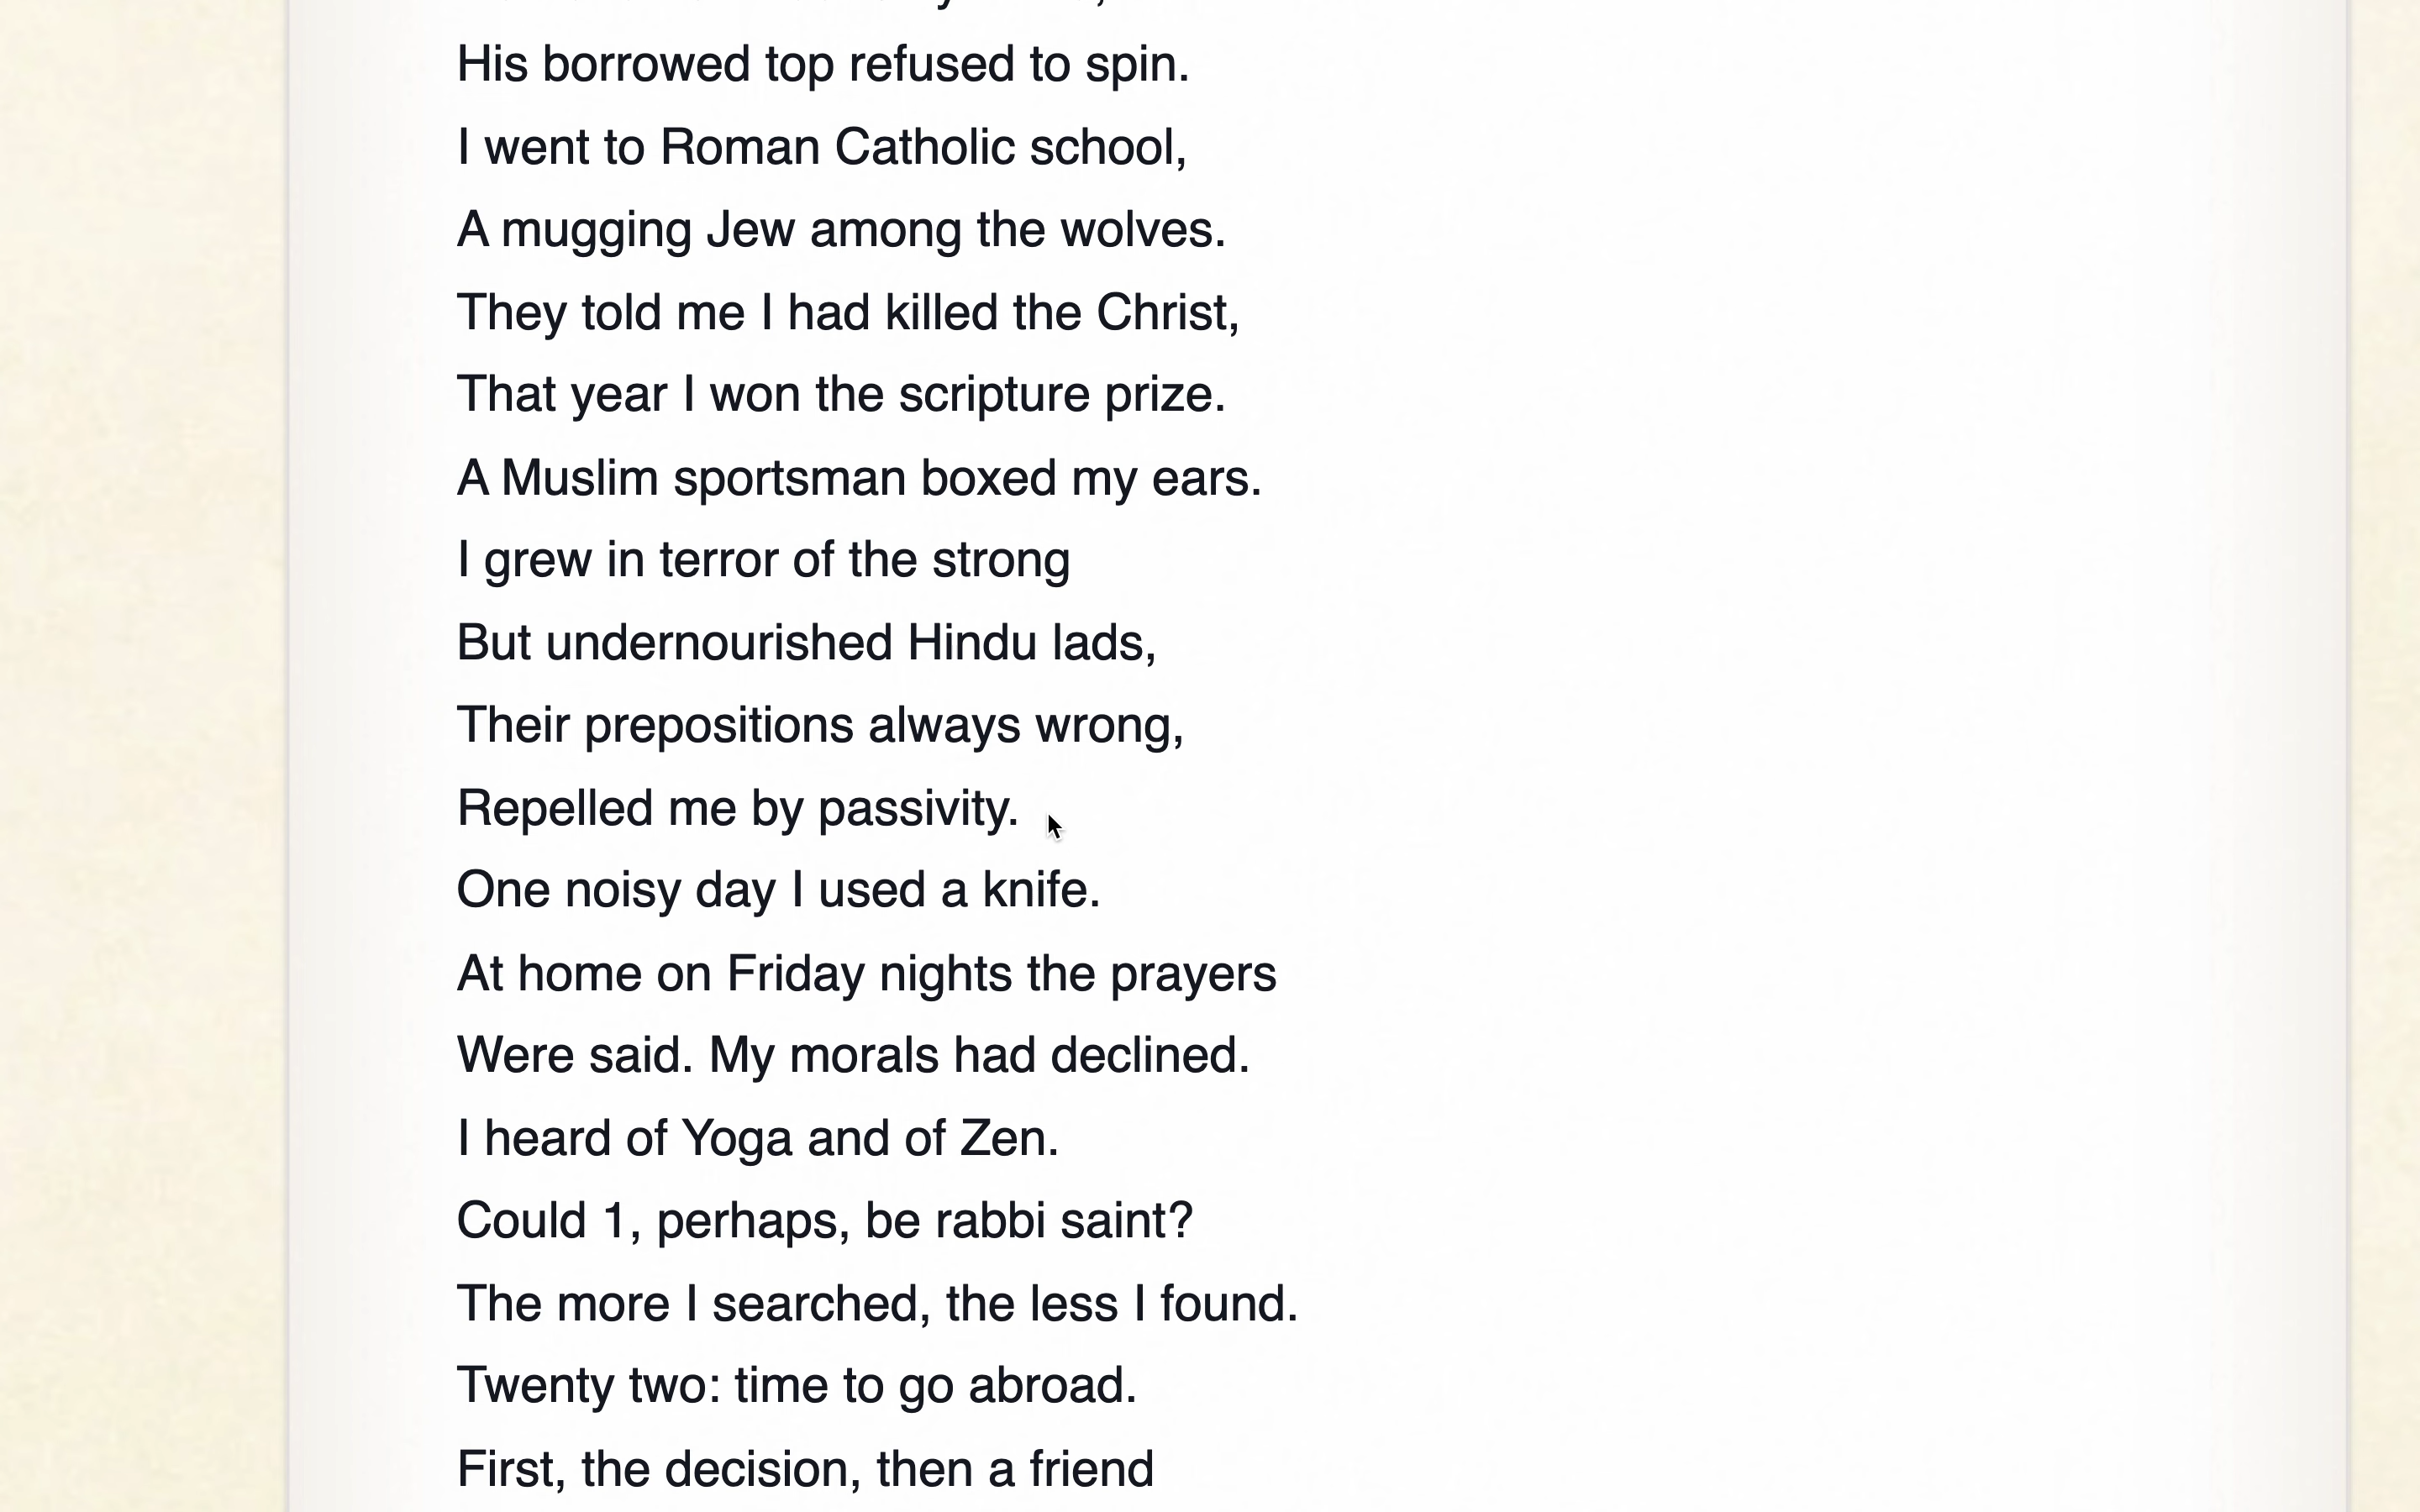 His borrowed top refused to spin.
I went to Roman Catholic school,
A mugging Jew among the wolves.
They told me I had killed the Christ,
That year I won the scripture prize.
A Muslim sportsman boxed my ears.
I grew in terror of the strong
But undernourished Hindu lads,
Their prepositions always wrong,
Repelled me by passivity.
One noisy day I used a knife.
At home on Friday nights the prayers
Were said. My morals had declined.
I heard of Yoga and of Zen.
Could 1, perhaps, be rabbi saint?
The more I searched, the less I found.
Twenty two: time to go abroad.
First, the decision, then a friend